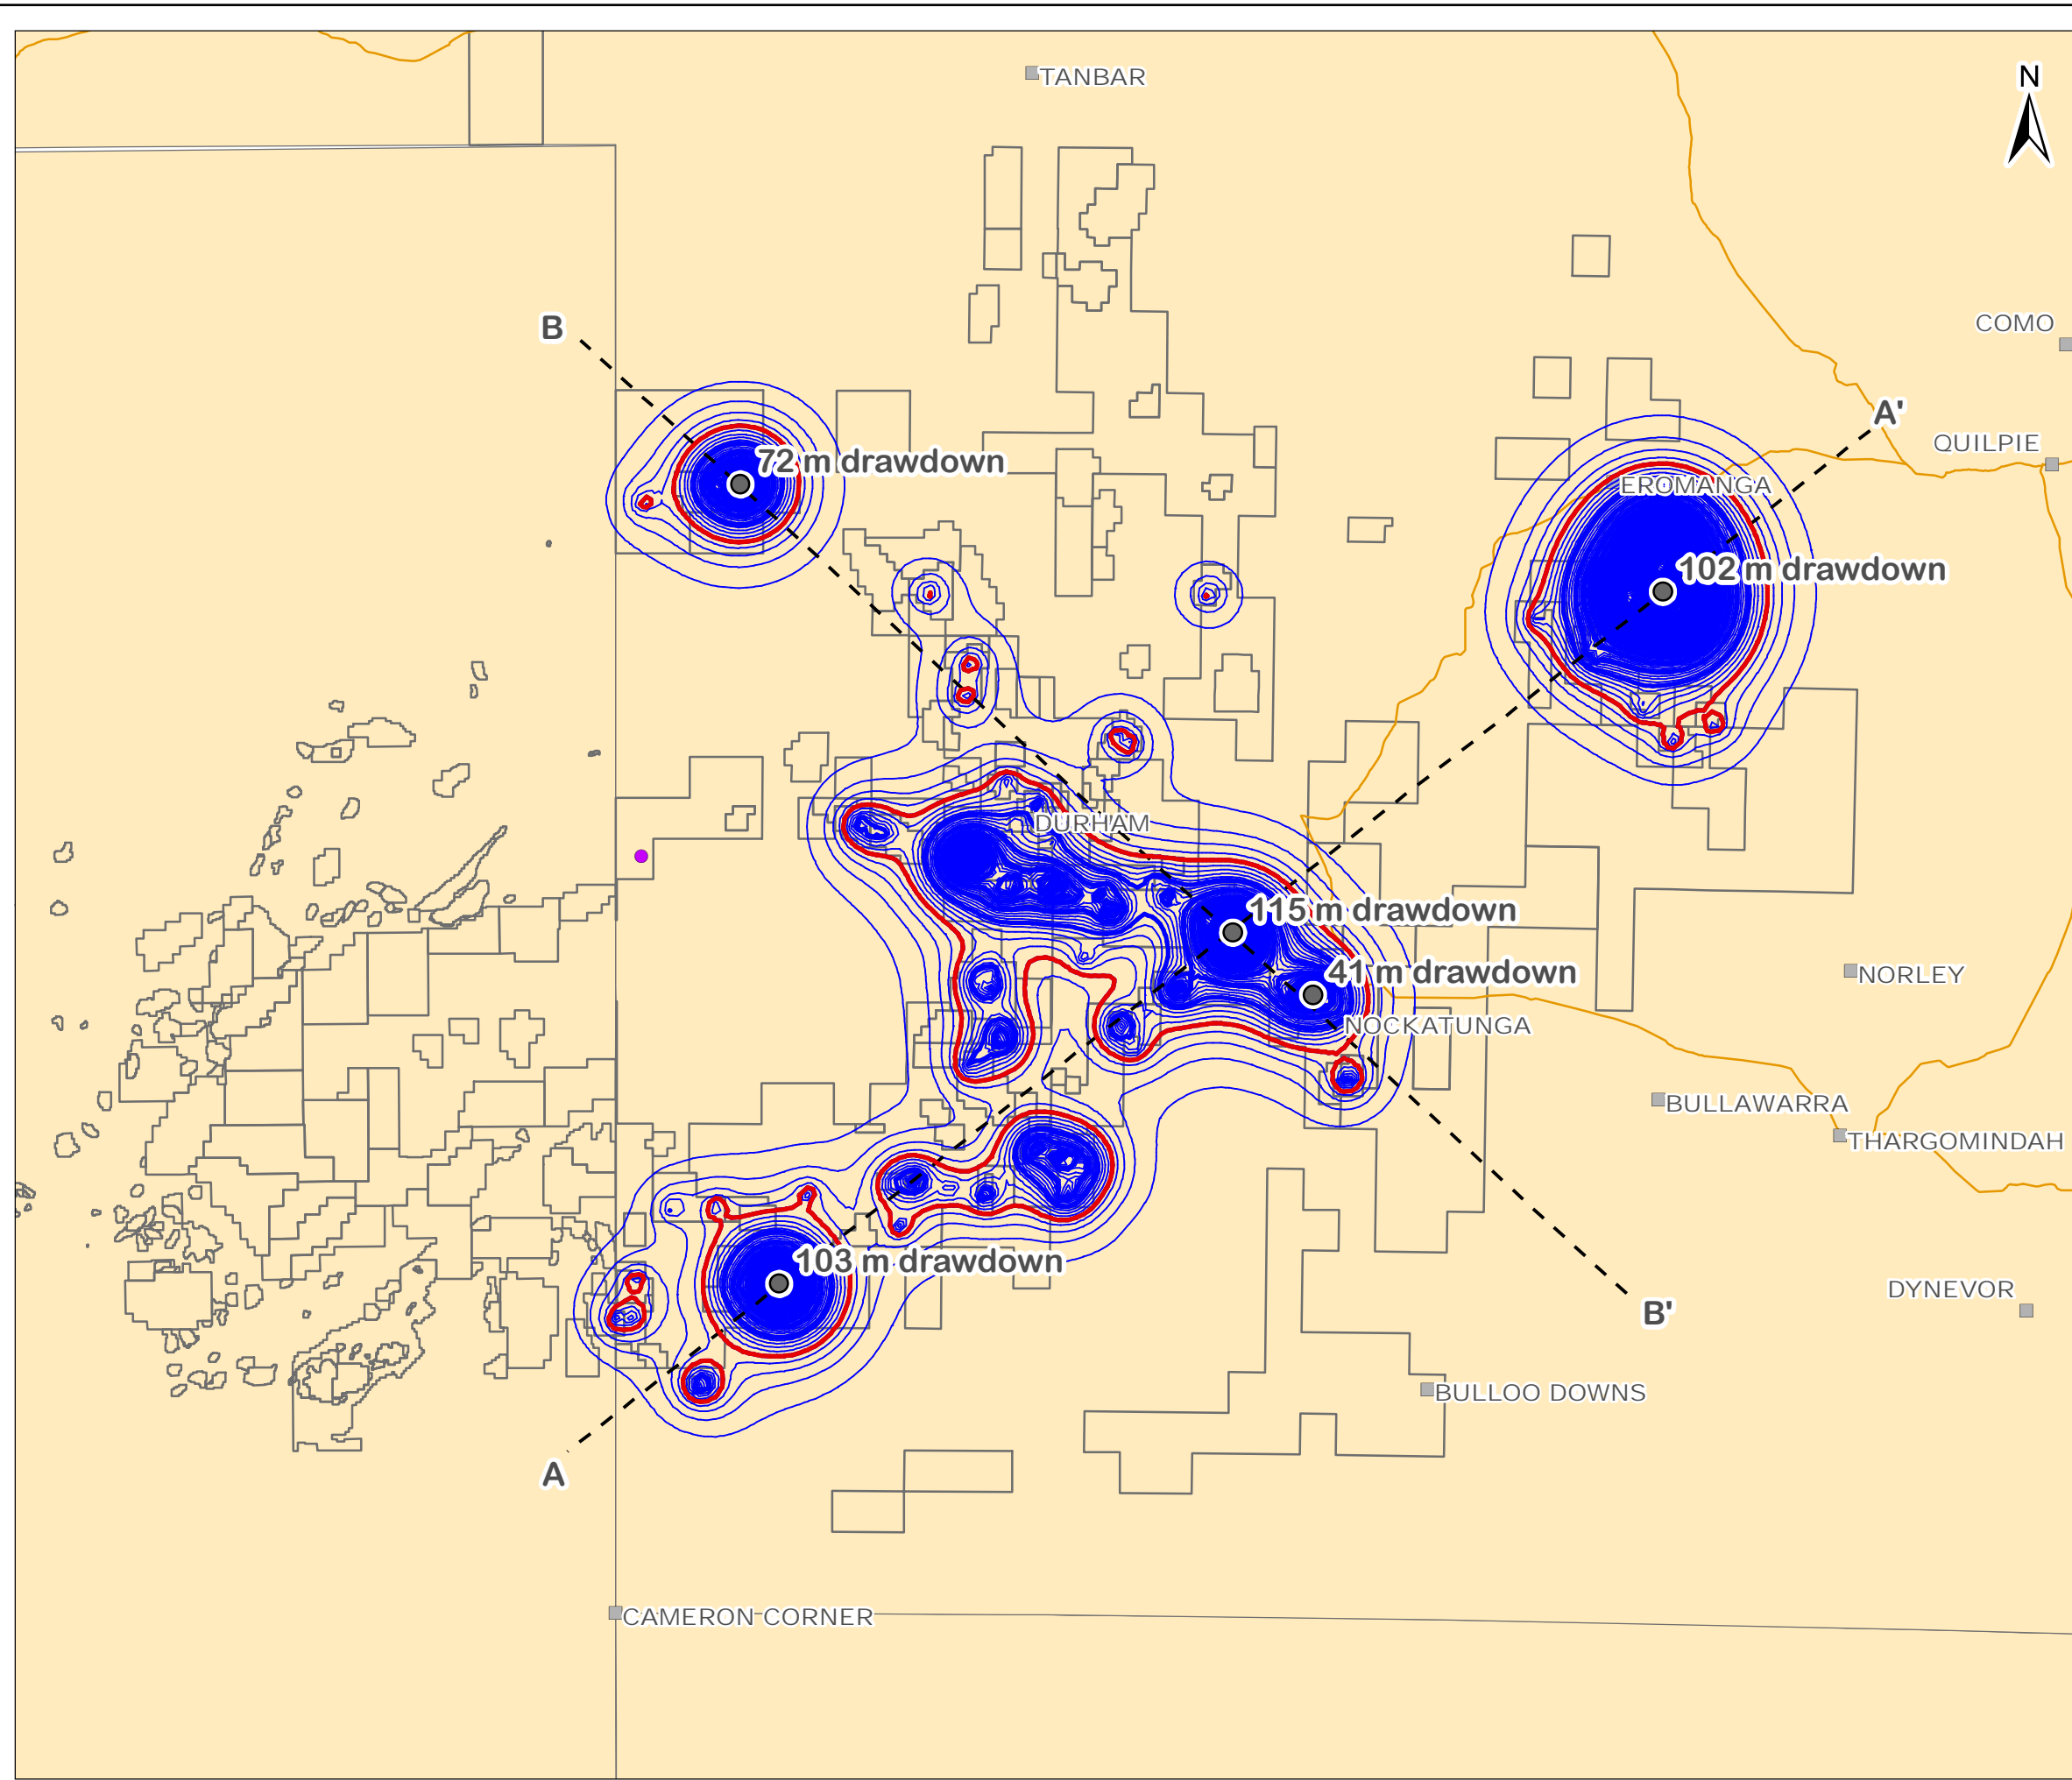 TANBAR
N
COMO
B
A'
QUILPIE
72 m drawdown
EROMANGA
102 m drawdown
DURHAM
115 m drawdown
41 m drawdown
NORLEY
NOCKATUNGA
BULLAWARRA
THARGOMINDAH
103 m drawdown
DYNEVOR
B'
BULLOO DOWNS
A
CAMERON CORNER